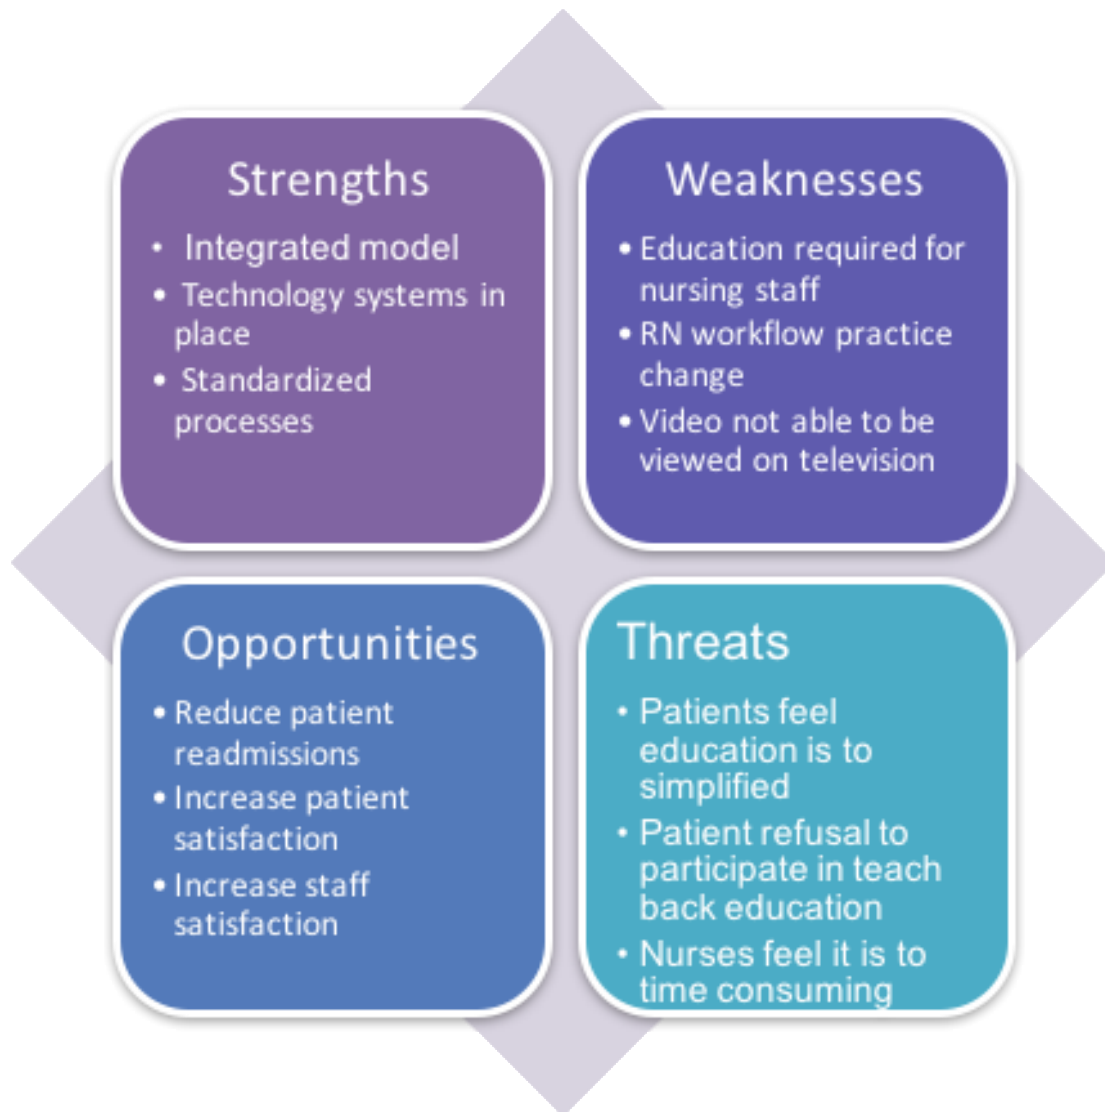 Strengths
• Integrated model
• Technology systems in
place
• Standardized
processes
Weaknesses
• Education required for
nursing staff
• RN workflow practice
change
• Video not able to be
viewed on television
Opportunities
• Reduce patient
readmissions
• Increase patient
satisfaction
• Increase staff
satisfaction
Threats
• Patients feel
education is to
simplified
• Patient refusal to
participate in teach
back education
• Nurses feel it is to
time consuming